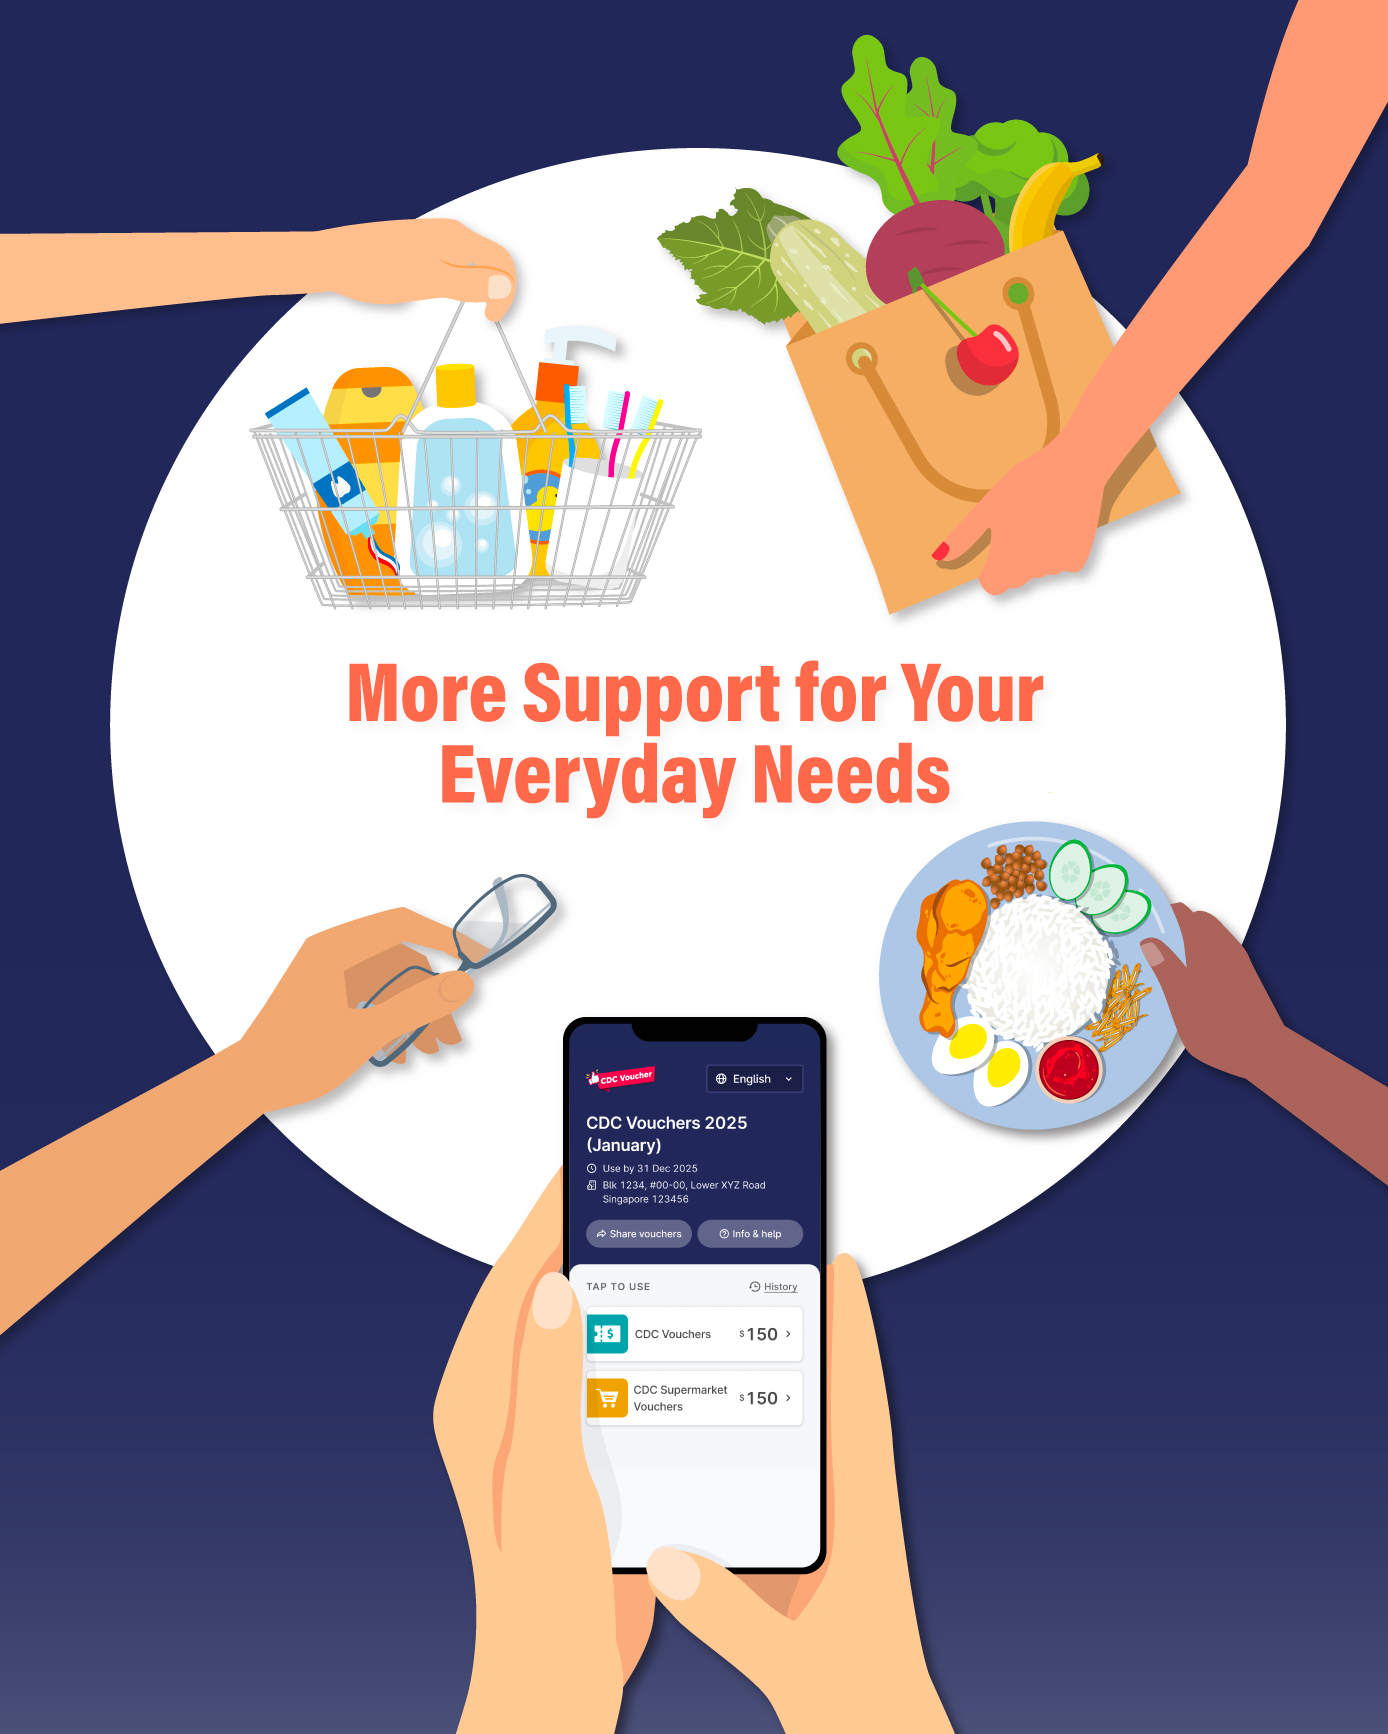 More Support for Your
Everyday Needs
CDC Voucher
English
CDC Vouchers 2025
(January)
Use by 31 Dec 2025
Blk 1234, #00-00, Lower XYZ Road
Singapore 123456
Share vouchers
Info & help
TAP TO USE
History
CDC Vouchers
$150
CDC Supermarket
Vouchers
$150